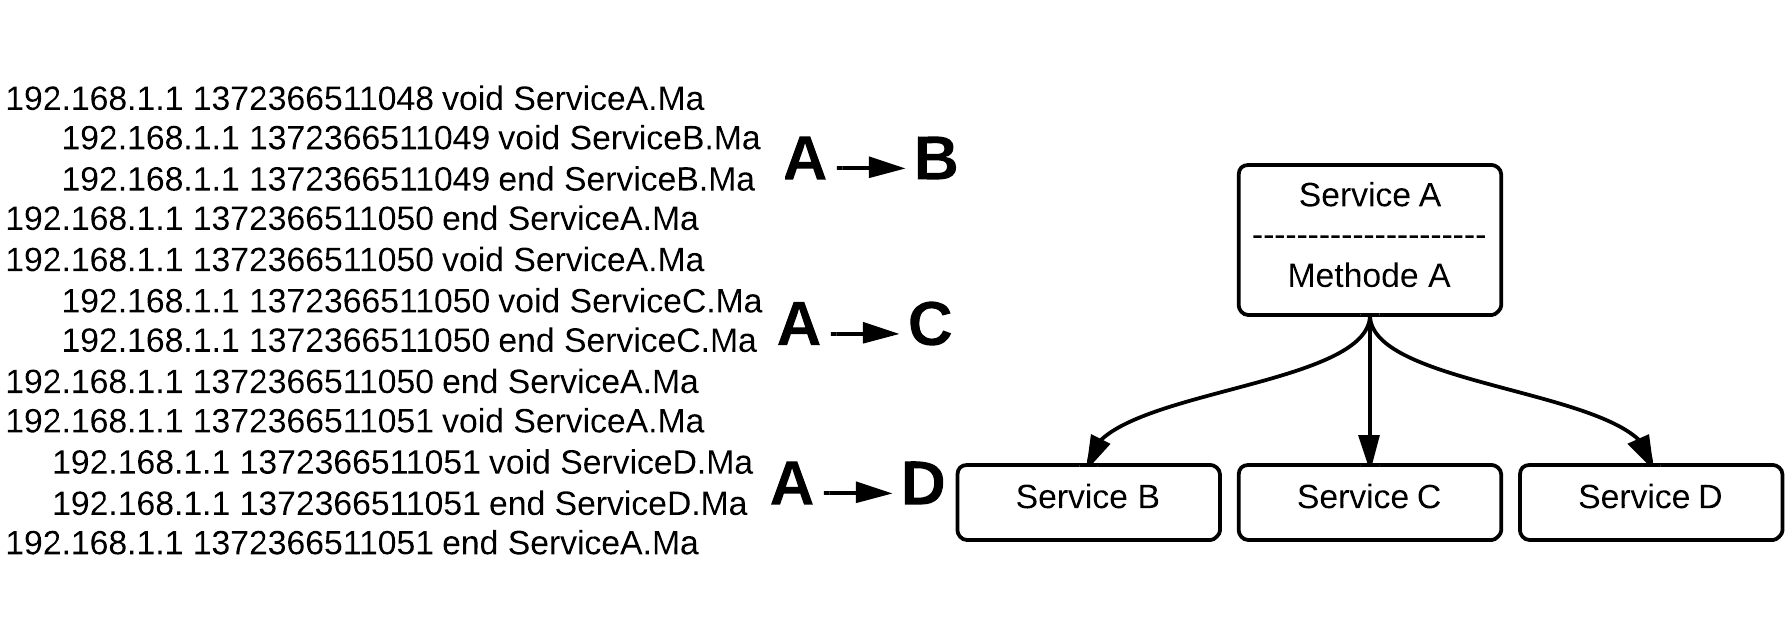 192.168.1.1 1372366511048 void ServiceA.Ma
192.168.1.1 1372366511049 void ServiceB.Ma
192.168.1.1 1372366511049 end ServiceB.Ma
A B
192.168.1.1 1372366511050 end ServiceA.Ma
192.168.1.1 1372366511050 void ServiceA.Ma
192.168.1.1 1372366511050 void ServiceC.Ma
192.168.1.1 1372366511050 end ServiceC.Ma
A C
192.168.1.1 1372366511050 end ServiceA.Ma
192.168.1.1 1372366511051 void ServiceA.Ma
192.168.1.1 1372366511051 void ServiceD.Ma
192.168.1.1 1372366511051 end ServiceD.Ma
A D
192.168.1.1 1372366511051 end ServiceA.Ma
Service A
---------------------
Methode A
Service B
Service C
Service D